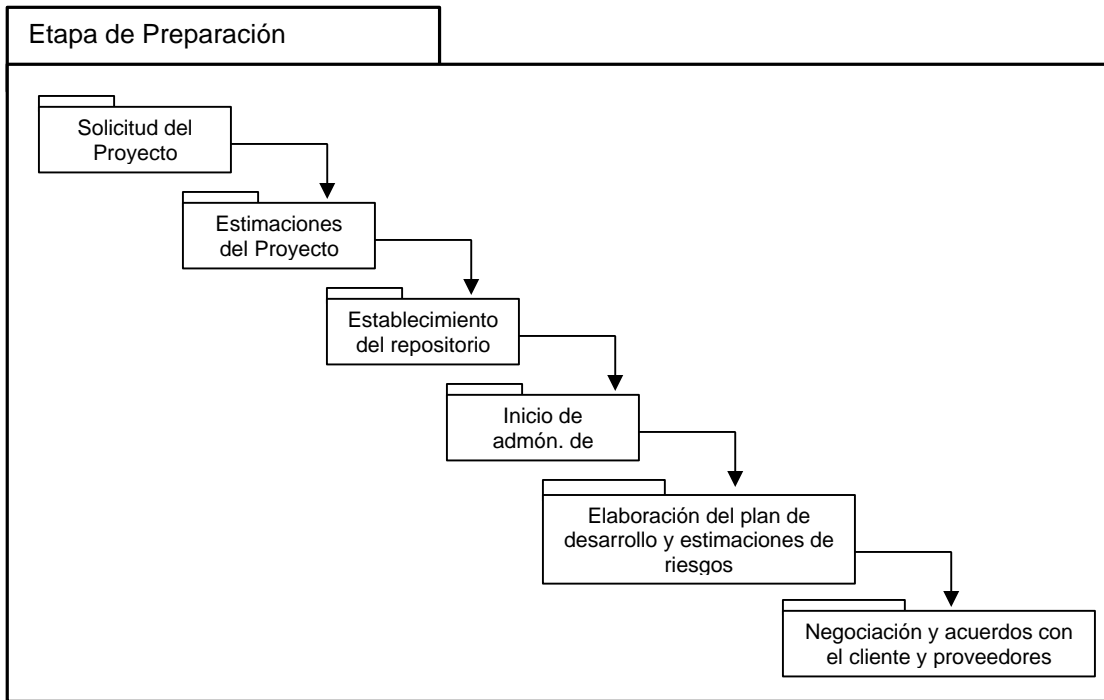 Etapa de Preparación
Solicitud del
Proyecto
Estimaciones
del Proyecto
Establecimiento
del repositorio
Inicio de
admón. de
Elaboración del plan de
desarrollo y estimaciones de
riesgos
Negociación y acuerdos con
el cliente y proveedores